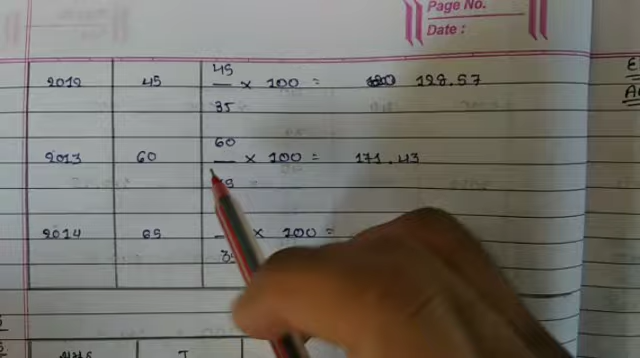 Page No.
Date :
45
2012 45 — × 100 = 128.57
35
60
2013 60 — × 100 = 171.43
35
2014 65 — × 100 =